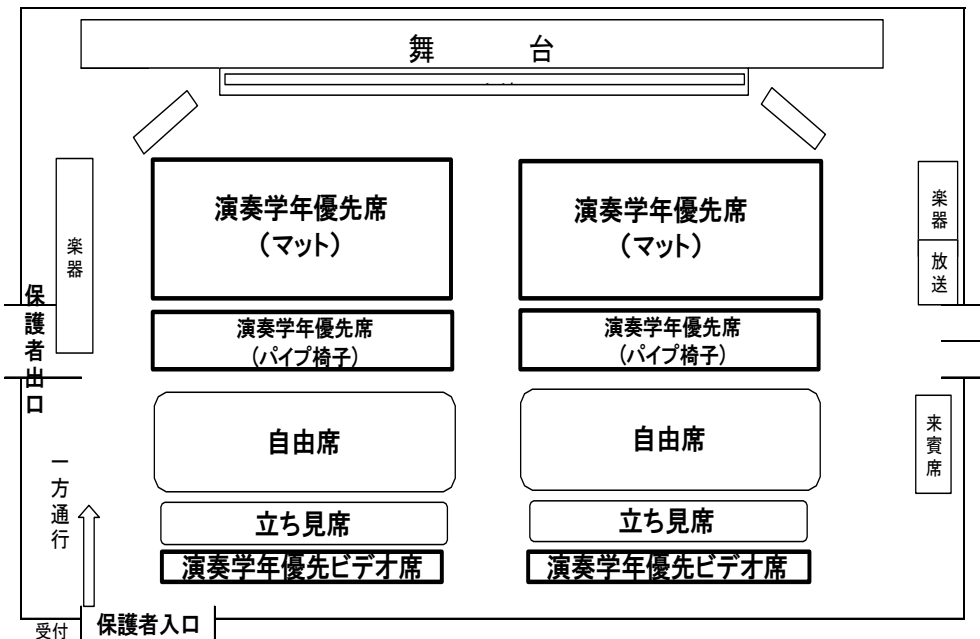 舞　台
演奏学年優先席
（マット）
演奏学年優先席
（マット）
楽器
楽器
放送
保護者出口
演奏学年優先席
（パイプ椅子）
演奏学年優先席
（パイプ椅子）
自由席
自由席
来賓席
一方通行
立ち見席
立ち見席
演奏学年優先ビデオ席
演奏学年優先ビデオ席
受付
保護者入口